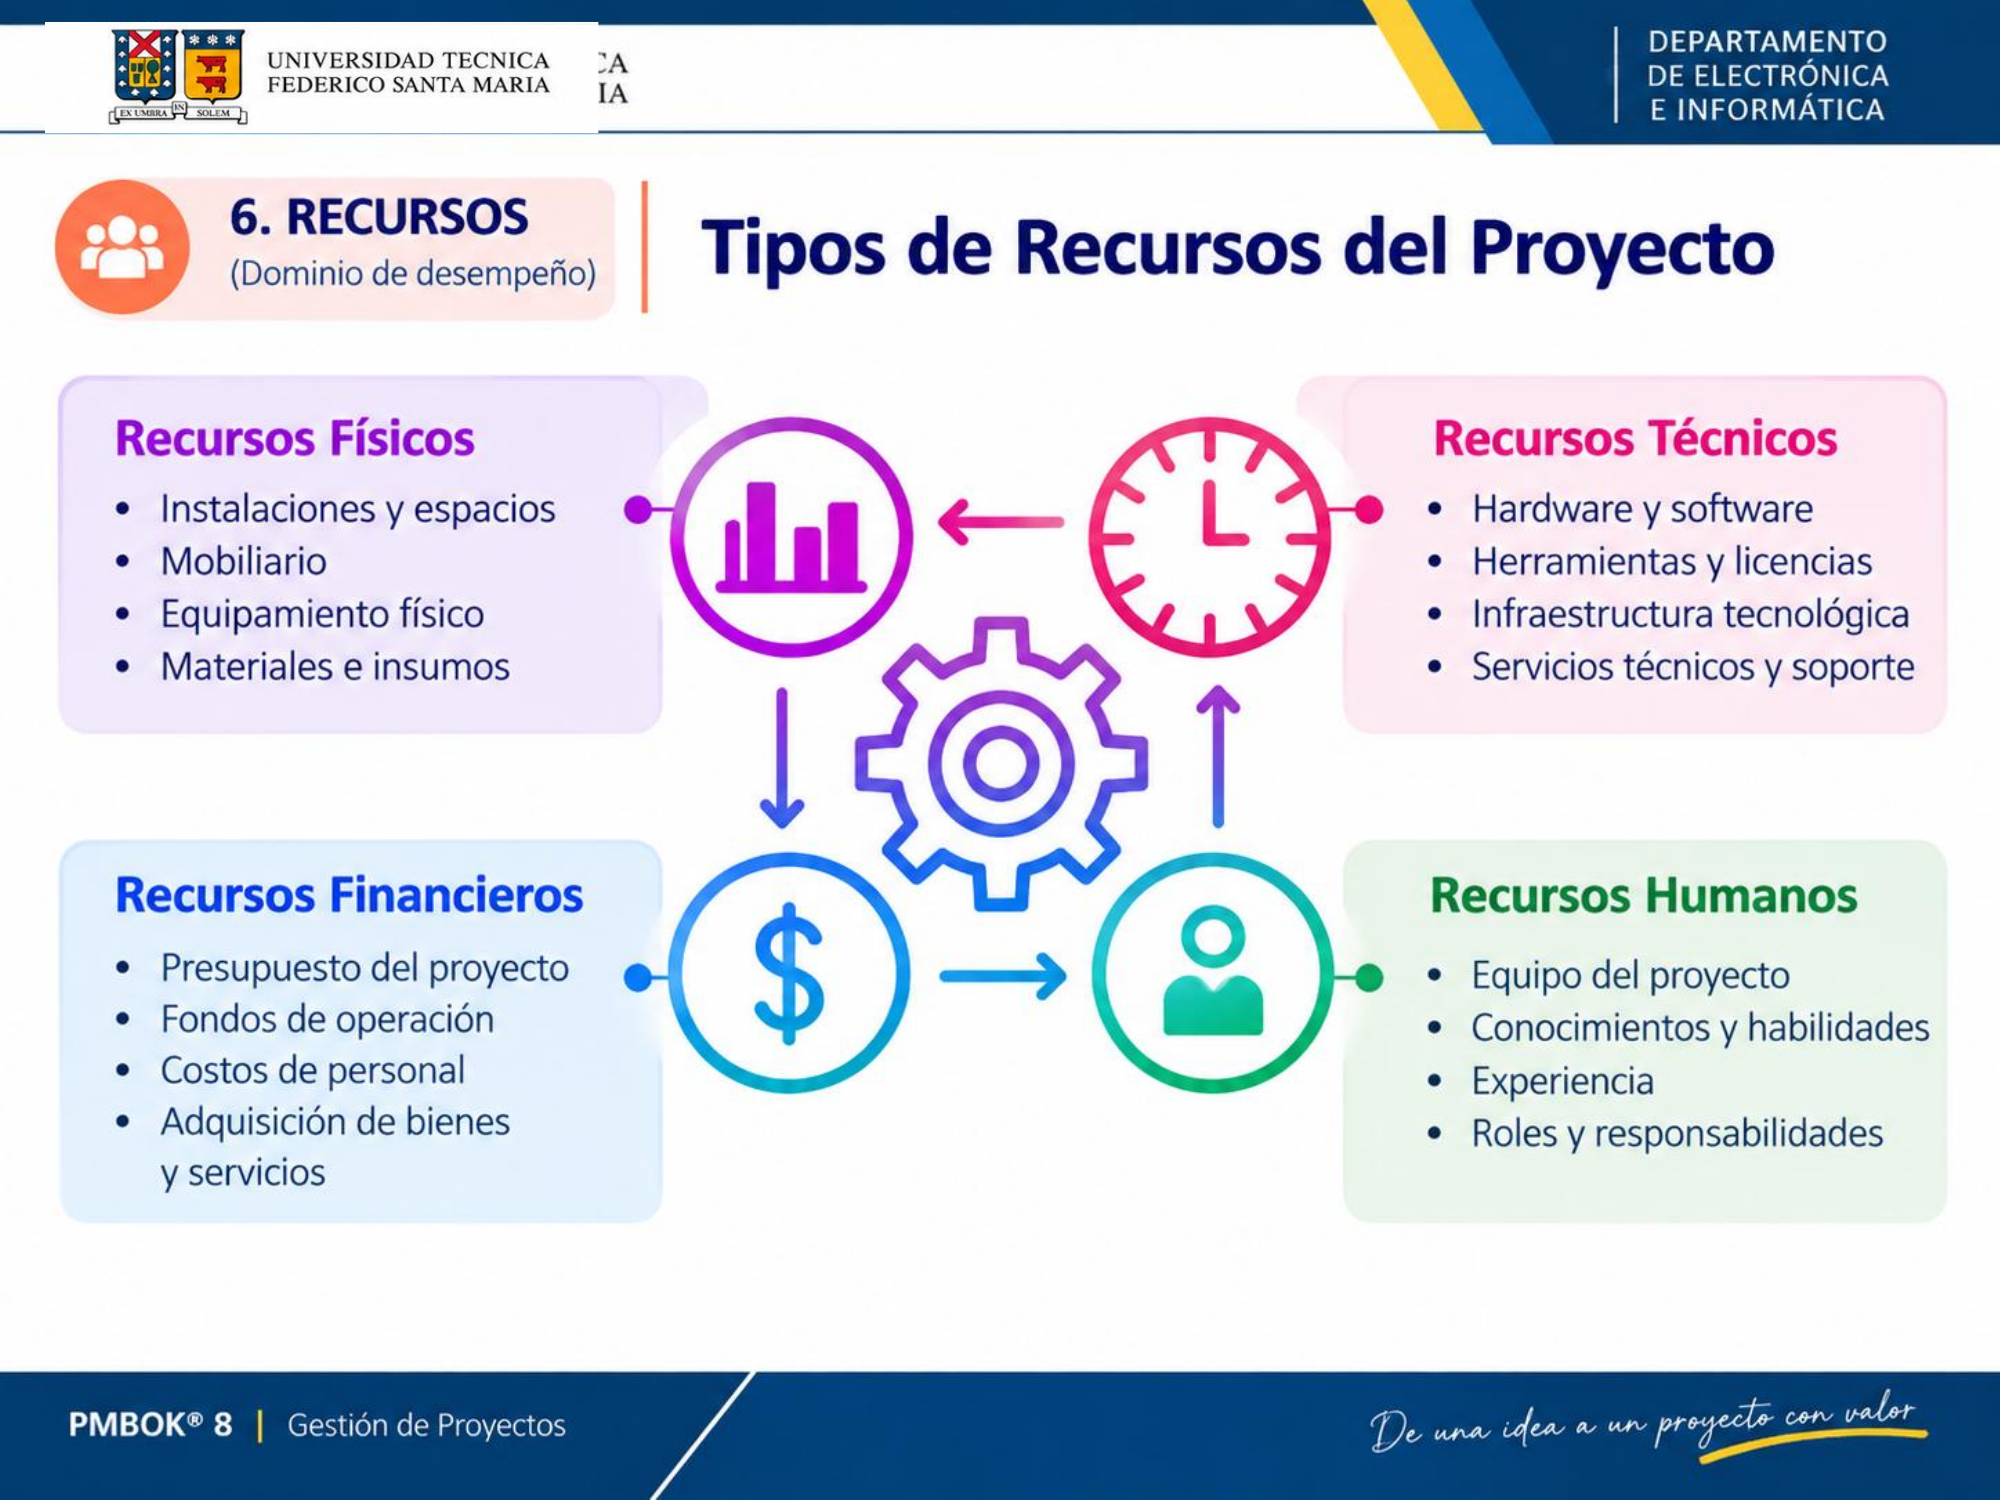 EX UMBRA IN SOLEM
UNIVERSIDAD TECNICA
FEDERICO SANTA MARIA
CA
IA
DEPARTAMENTO
DE ELECTRÓNICA
E INFORMÁTICA
6. RECURSOS
(Dominio de desempeño)
Tipos de Recursos del Proyecto
Recursos Físicos
• Instalaciones y espacios
• Mobiliario
• Equipamiento físico
• Materiales e insumos
Recursos Técnicos
• Hardware y software
• Herramientas y licencias
• Infraestructura tecnológica
• Servicios técnicos y soporte
Recursos Financieros
• Presupuesto del proyecto
• Fondos de operación
• Costos de personal
• Adquisición de bienes
y servicios
$
Recursos Humanos
• Equipo del proyecto
• Conocimientos y habilidades
• Experiencia
• Roles y responsabilidades
PMBOK® 8 | Gestión de Proyectos
De una idea a un proyecto con valor